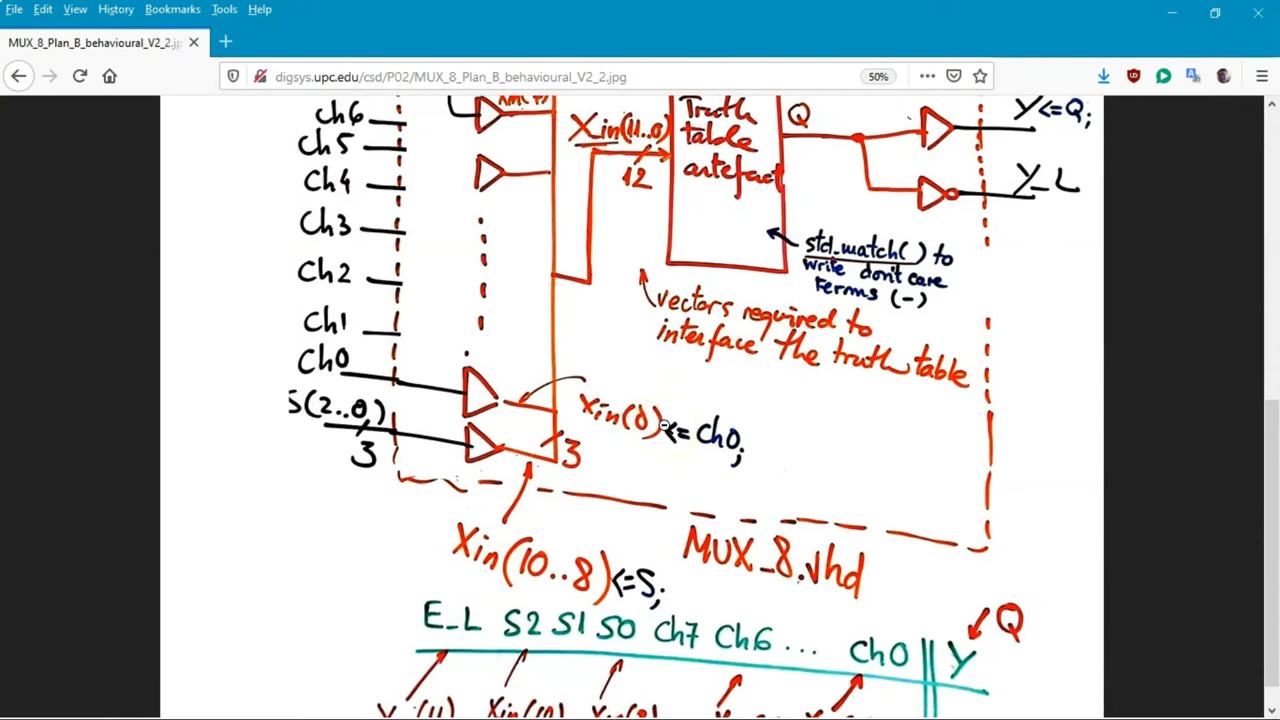 File Edit View History Bookmarks Tools Help
MUX_8_Plan_B_behavioural_V2_2.jp
digsys.upc.edu/csd/P02/MUX_8_Plan_B_behavioural_V2_2.jpg
50%
Ch6
Ch5
Ch4
Ch3
Ch2
Ch1
Ch0
S(2..0)
3
Xin(11..0)
12
Truth
table
artefact
Q
Y<=Q;
Y_L
std_match() to
write don't care
terms (-)
vectors required to
interface the truth table
Xin(0)<= Ch0;
3
Xin(10..8)<=S;
MUX_8.vhd
E_L S2 S1 S0 Ch7 Ch6 ... Ch0 Y
Q